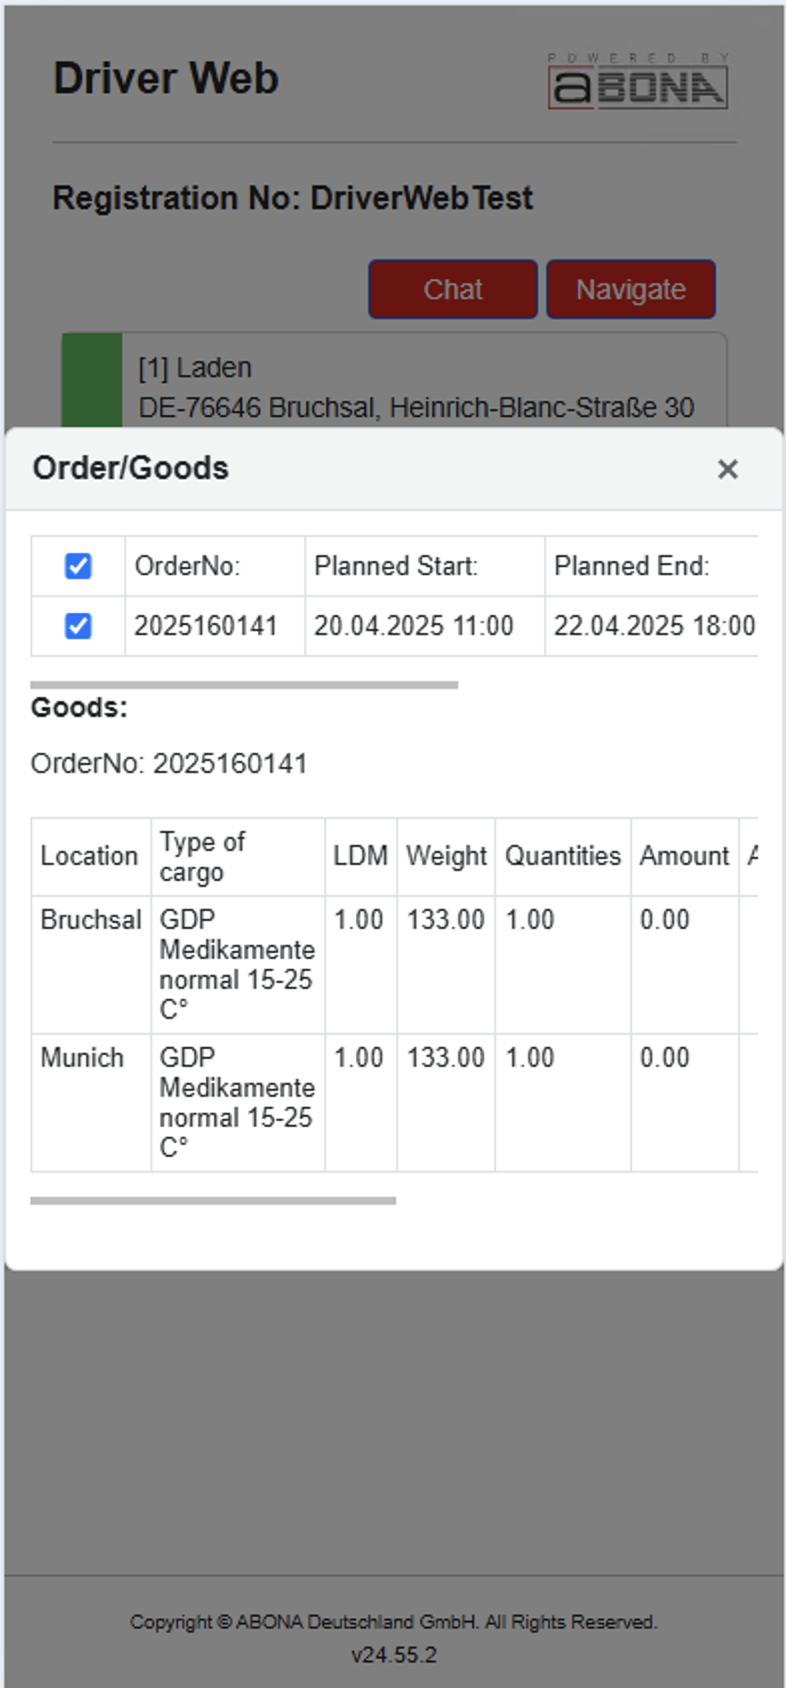 Driver Web
POWERED BY
aBONA
Registration No: DriverWebTest
Chat Navigate
[1] Laden
DE-76646 Bruchsal, Heinrich-Blanc-Straße 30
Order/Goods ×
OrderNo: Planned Start: Planned End:
2025160141 20.04.2025 11:00 22.04.2025 18:00
Goods:
OrderNo: 2025160141
Location Type of LDM Weight Quantities Amount
cargo
Bruchsal GDP 1.00 133.00 1.00 0.00
Medikamente
normal 15-25
C°
Munich GDP 1.00 133.00 1.00 0.00
Medikamente
normal 15-25
C°
Copyright © ABONA Deutschland GmbH. All Rights Reserved.
v24.55.2